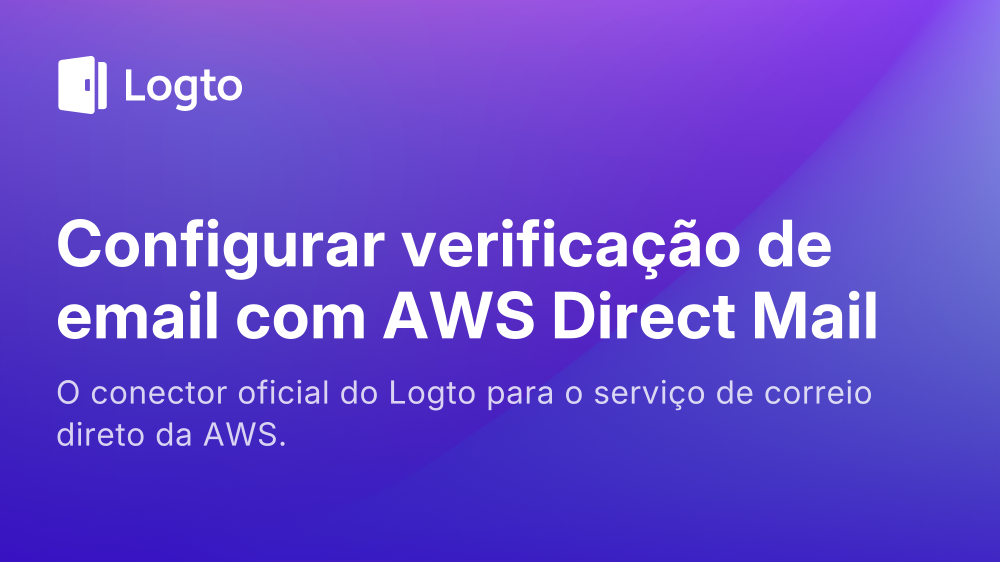 Logto
Configurar verificação de
email com AWS Direct Mail
O conector oficial do Logto para o serviço de correio
direto da AWS.